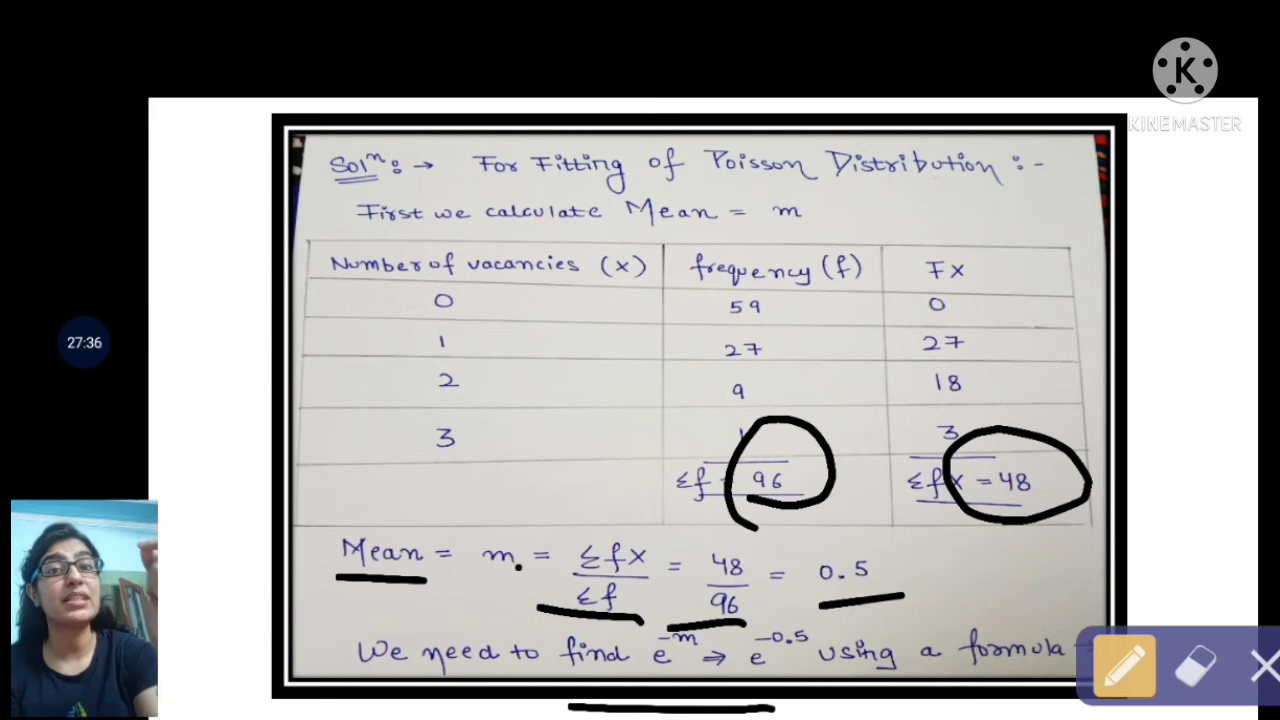 K
KINEMASTER
Solⁿ :→ For Fitting of Poisson Distribution :-
First we calculate Mean = m
Number of vacancies (x) frequency (f) Fx
0 59 0
1 27 27
2 9 18
3 1 3
Σf = 96 Σfx = 48
27:36
Mean = m = Σfx / Σf = 48 / 96 = 0.5
We need to find e^-m ⇒ e^-0.5 using a formula →